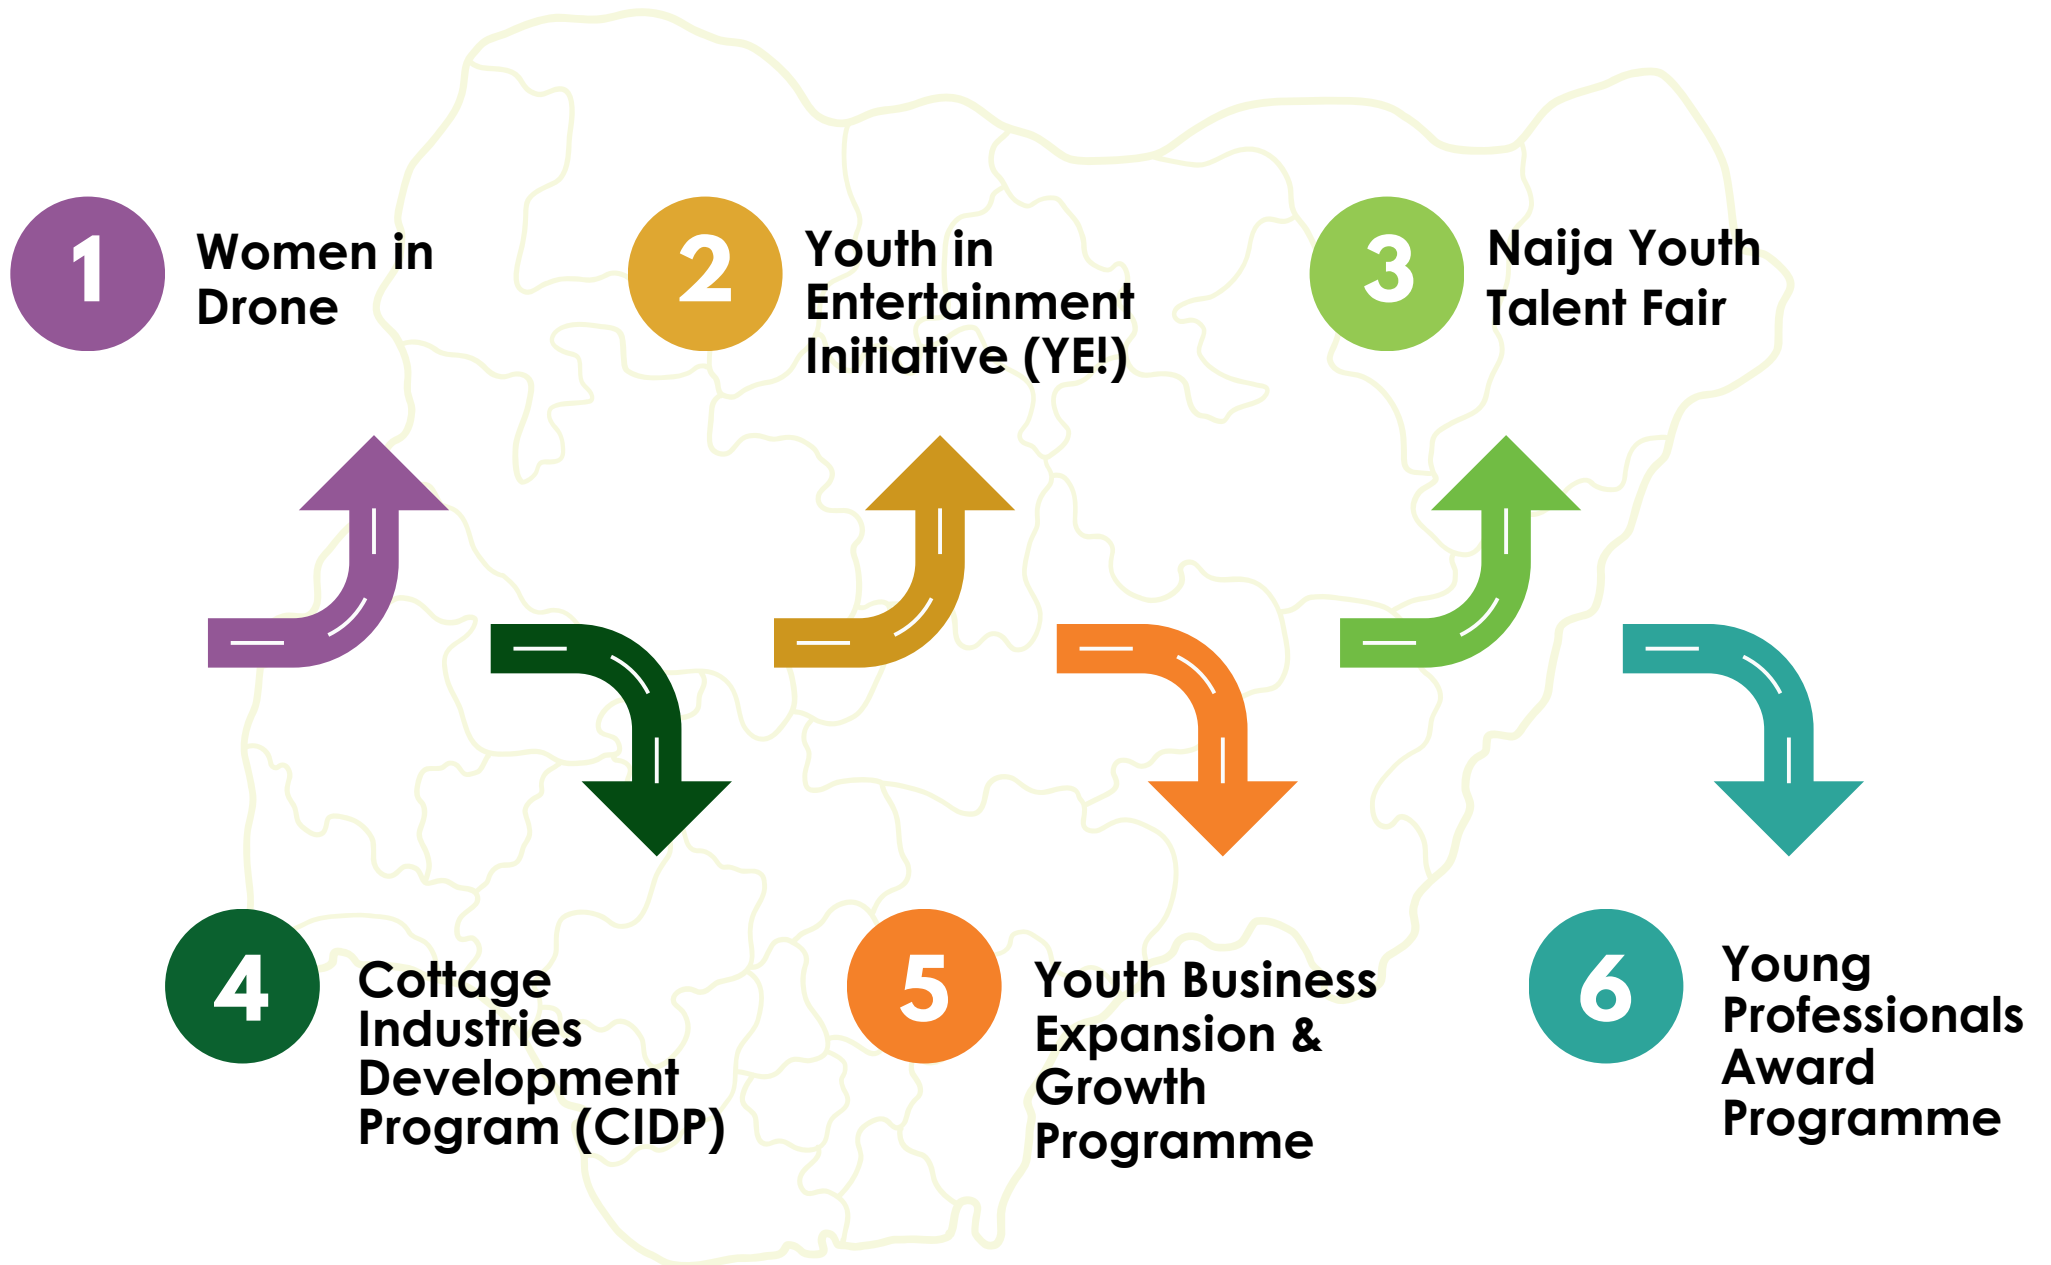 1
Women in
Drone
2
Youth in
Entertainment
Initiative (YE!)
3
Naija Youth
Talent Fair
4
Cottage
Industries
Development
Program (CIDP)
5
Youth Business
Expansion &
Growth
Programme
6
Young
Professionals
Award
Programme